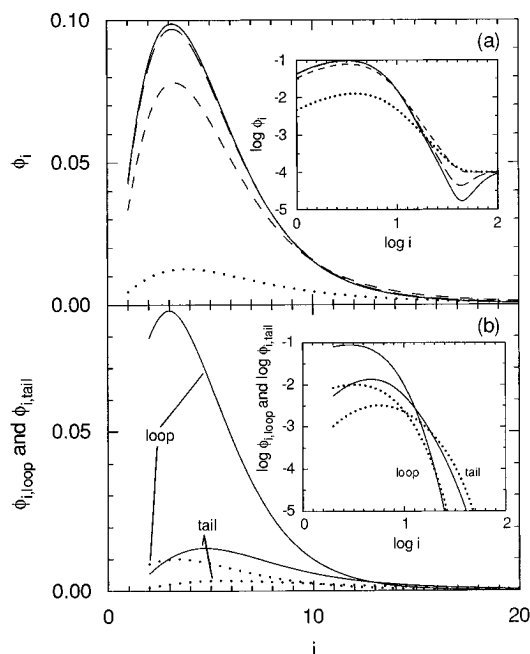 0.10
(a)
-1
-2
-3
-4
-5
0
1
2
log ϕi
log i
ϕi
0.05
0.00
(b)
-1
-2
-3
-4
-5
0
1
2
log ϕi,loop and log ϕi,tail
loop
tail
log i
ϕi,loop and ϕi,tail
loop
tail
0.05
0.00
0
10
20
i